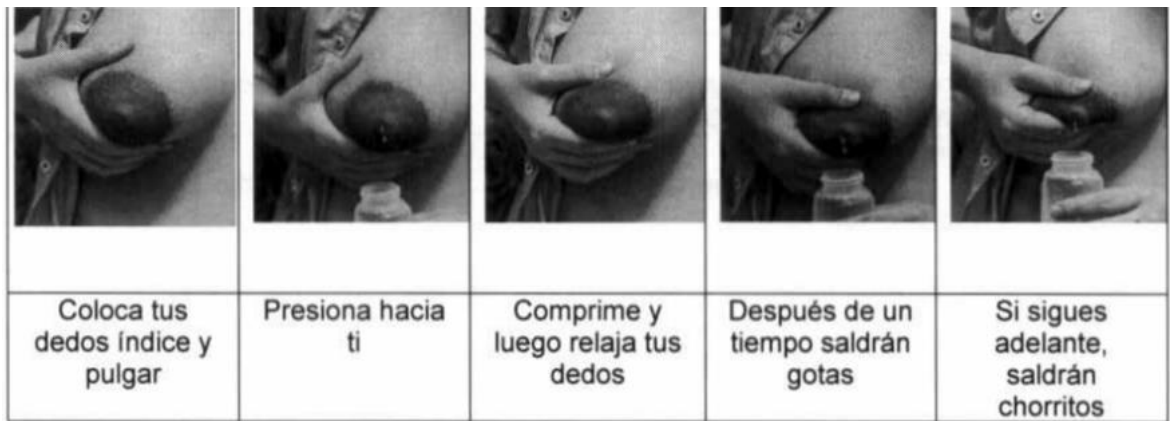 Coloca tus
dedos índice y
pulgar
Presiona hacia
ti
Comprime y
luego relaja tus
dedos
Después de un
tiempo saldrán
gotas
Si sigues
adelante,
saldrán
chorritos